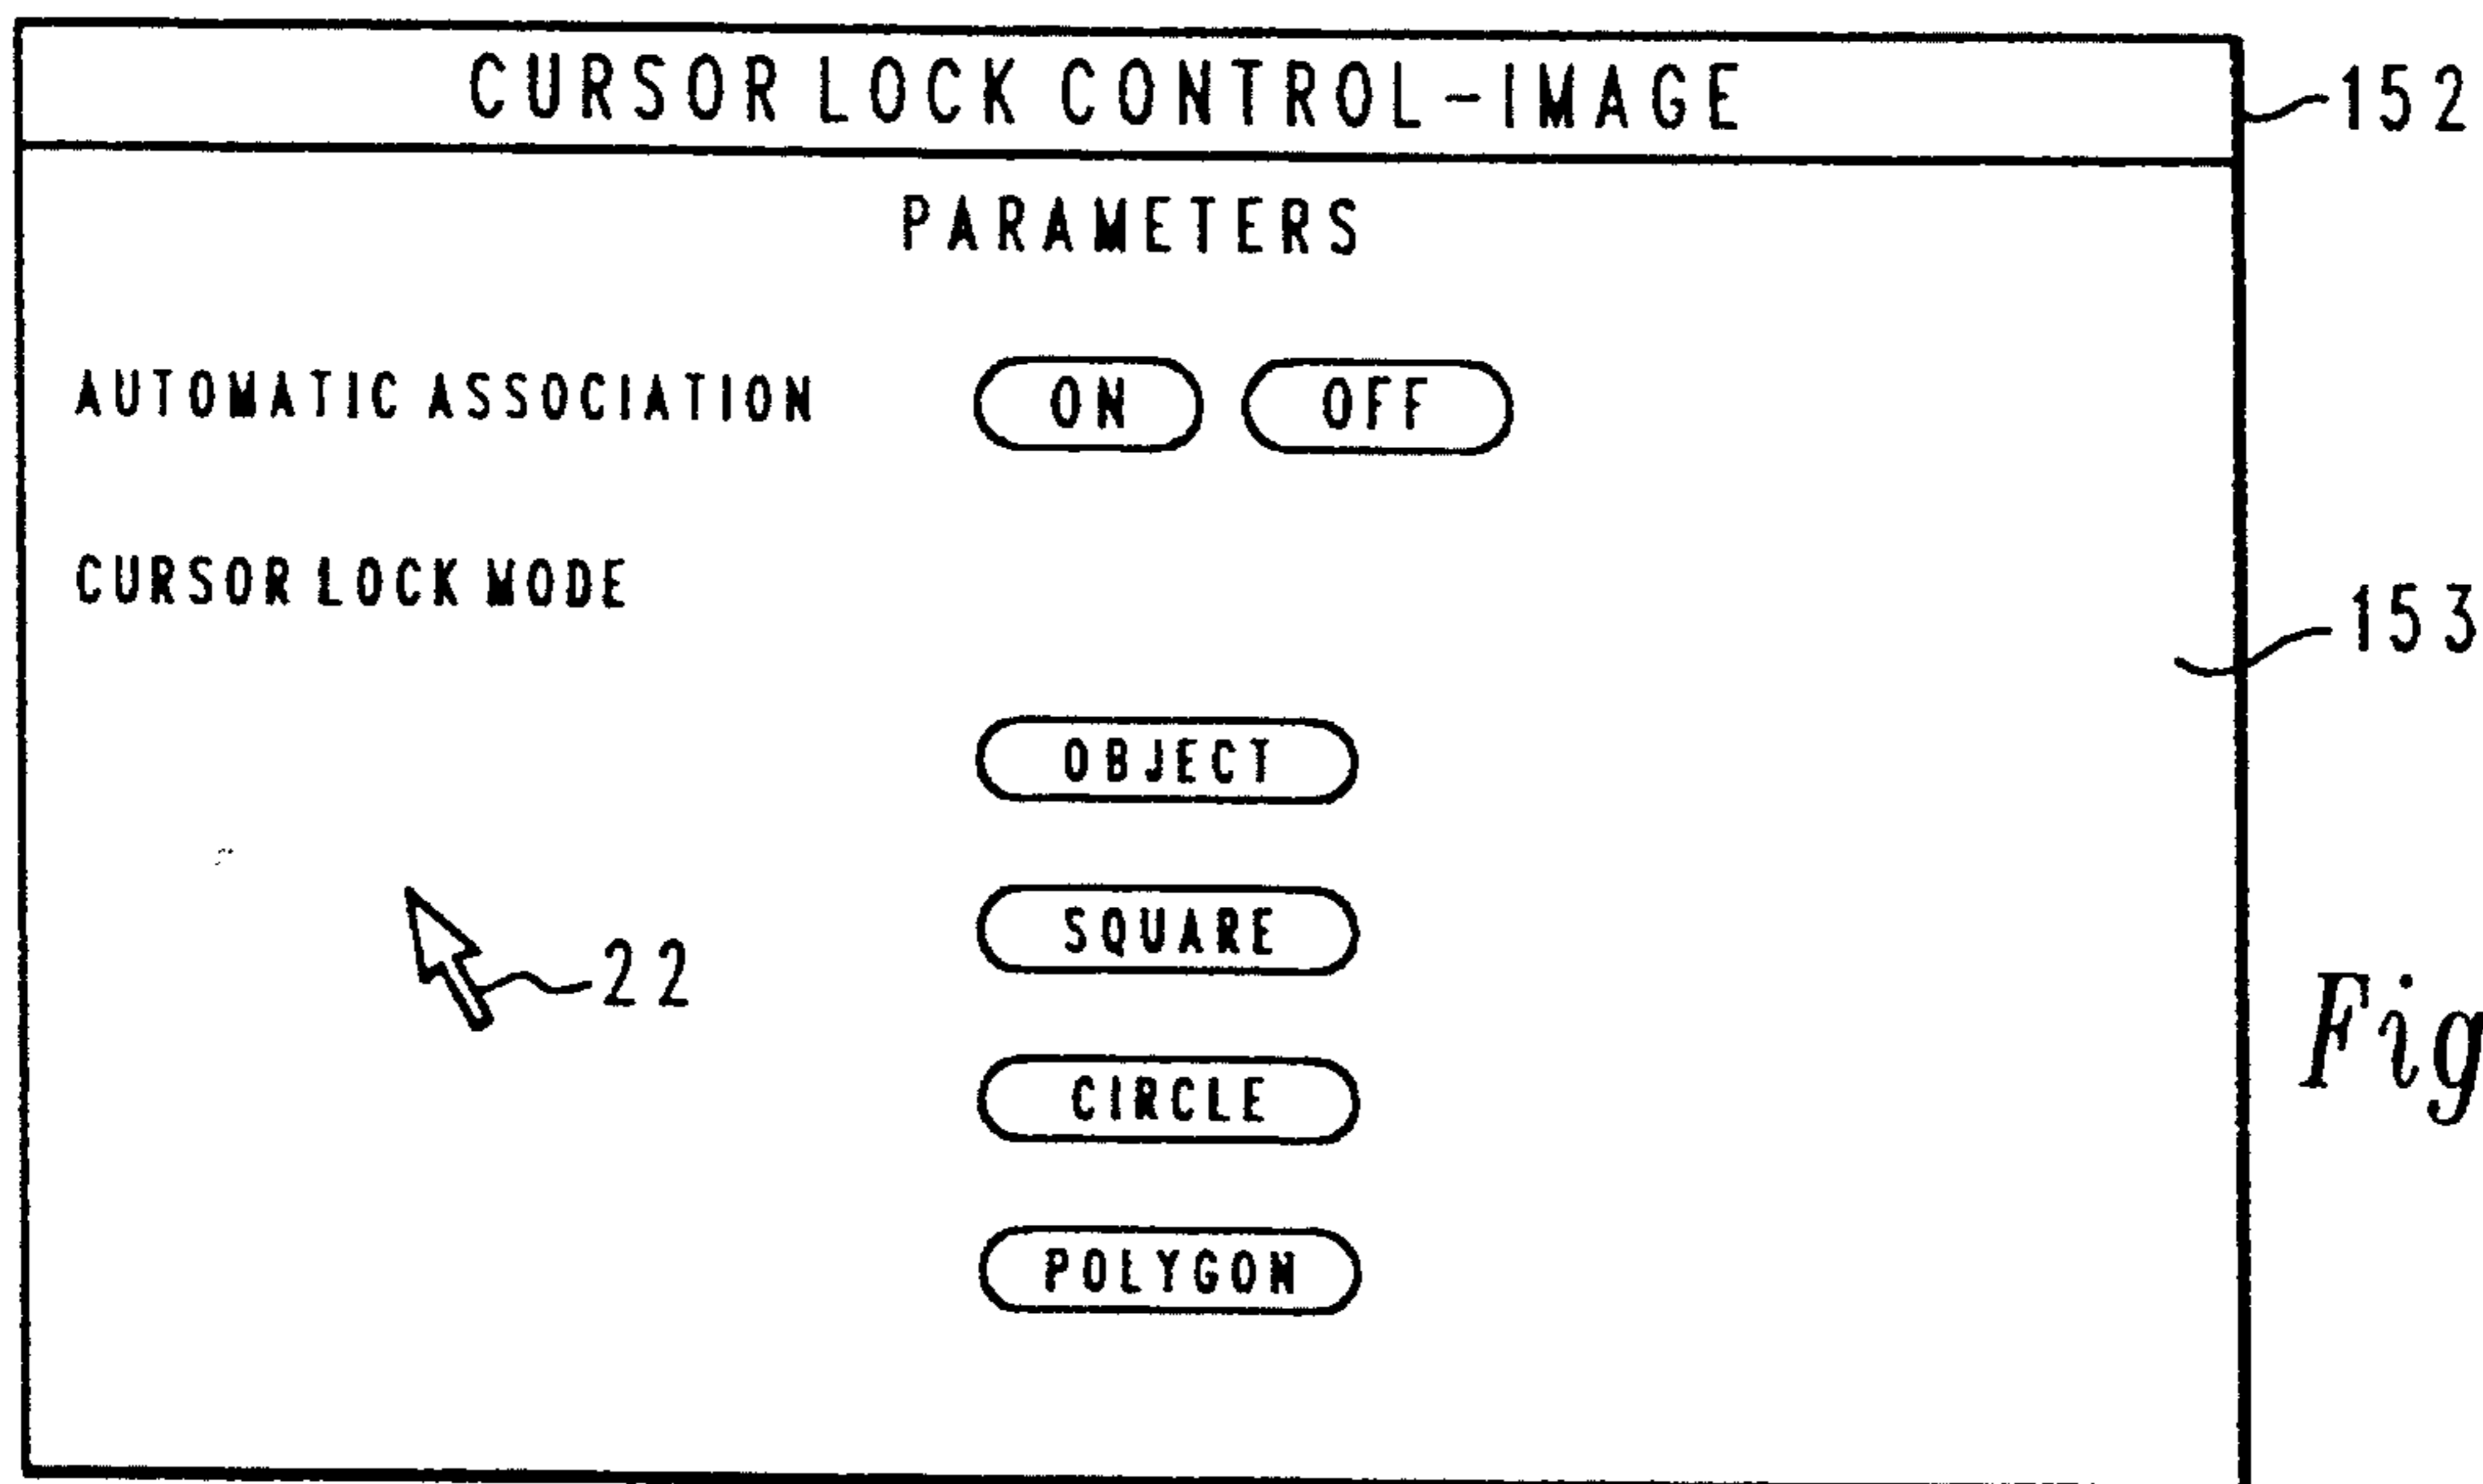 CURSOR LOCK CONTROL-IMAGE
152
PARAMETERS
AUTOMATIC ASSOCIATION ON OFF
CURSOR LOCK MODE
153
OBJECT
SQUARE
22
Fig
CIRCLE
POLYGON